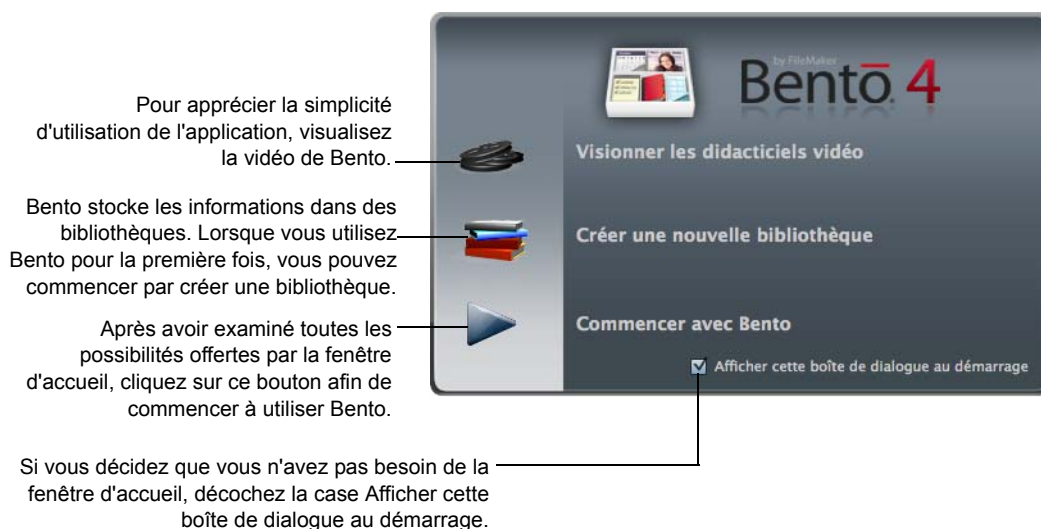 by FileMaker
Bento 4
Pour apprécier la simplicité
d'utilisation de l'application, visualisez
la vidéo de Bento.
Visionner les didacticiels vidéo
Bento stocke les informations dans des
bibliothèques. Lorsque vous utilisez
Bento pour la première fois, vous pouvez
commencer par créer une bibliothèque.
Créer une nouvelle bibliothèque
Après avoir examiné toutes les
possibilités offertes par la fenêtre
d'accueil, cliquez sur ce bouton afin de
commencer à utiliser Bento.
Commencer avec Bento
Afficher cette boîte de dialogue au démarrage
Si vous décidez que vous n'avez pas besoin de la
fenêtre d'accueil, décochez la case Afficher cette
boîte de dialogue au démarrage.